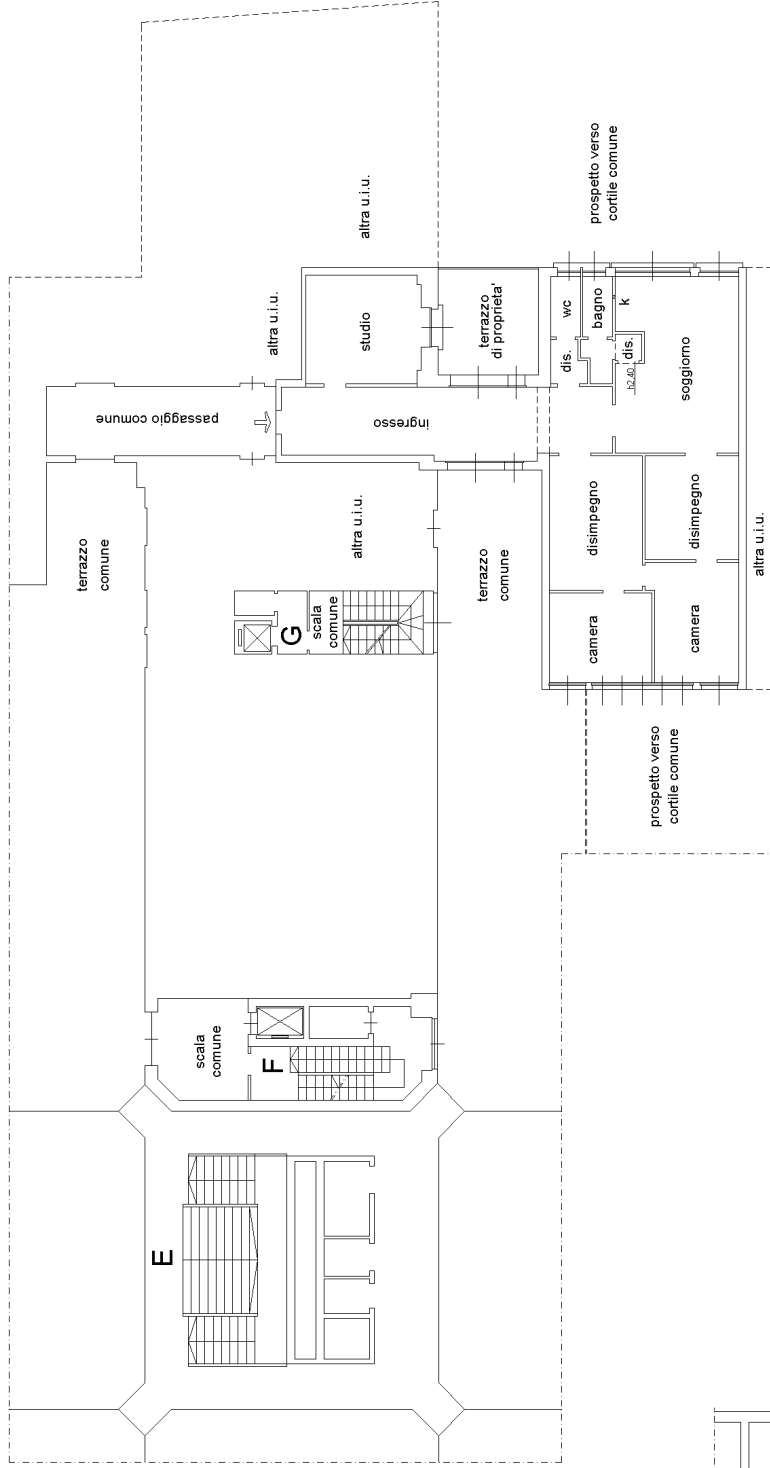 altra u.i.u.
altra u.i.u.
prospetto verso
cortile comune
studio
terrazzo
di proprieta'
wc
bagno
k
dis.
dis.
h2.40
soggiorno
passaggio comune
ingresso
terrazzo
comune
altra u.i.u.
terrazzo
comune
disimpegno
disimpegno
altra u.i.u.
G
scala
comune
camera
camera
prospetto verso
cortile comune
scala
comune
F
E